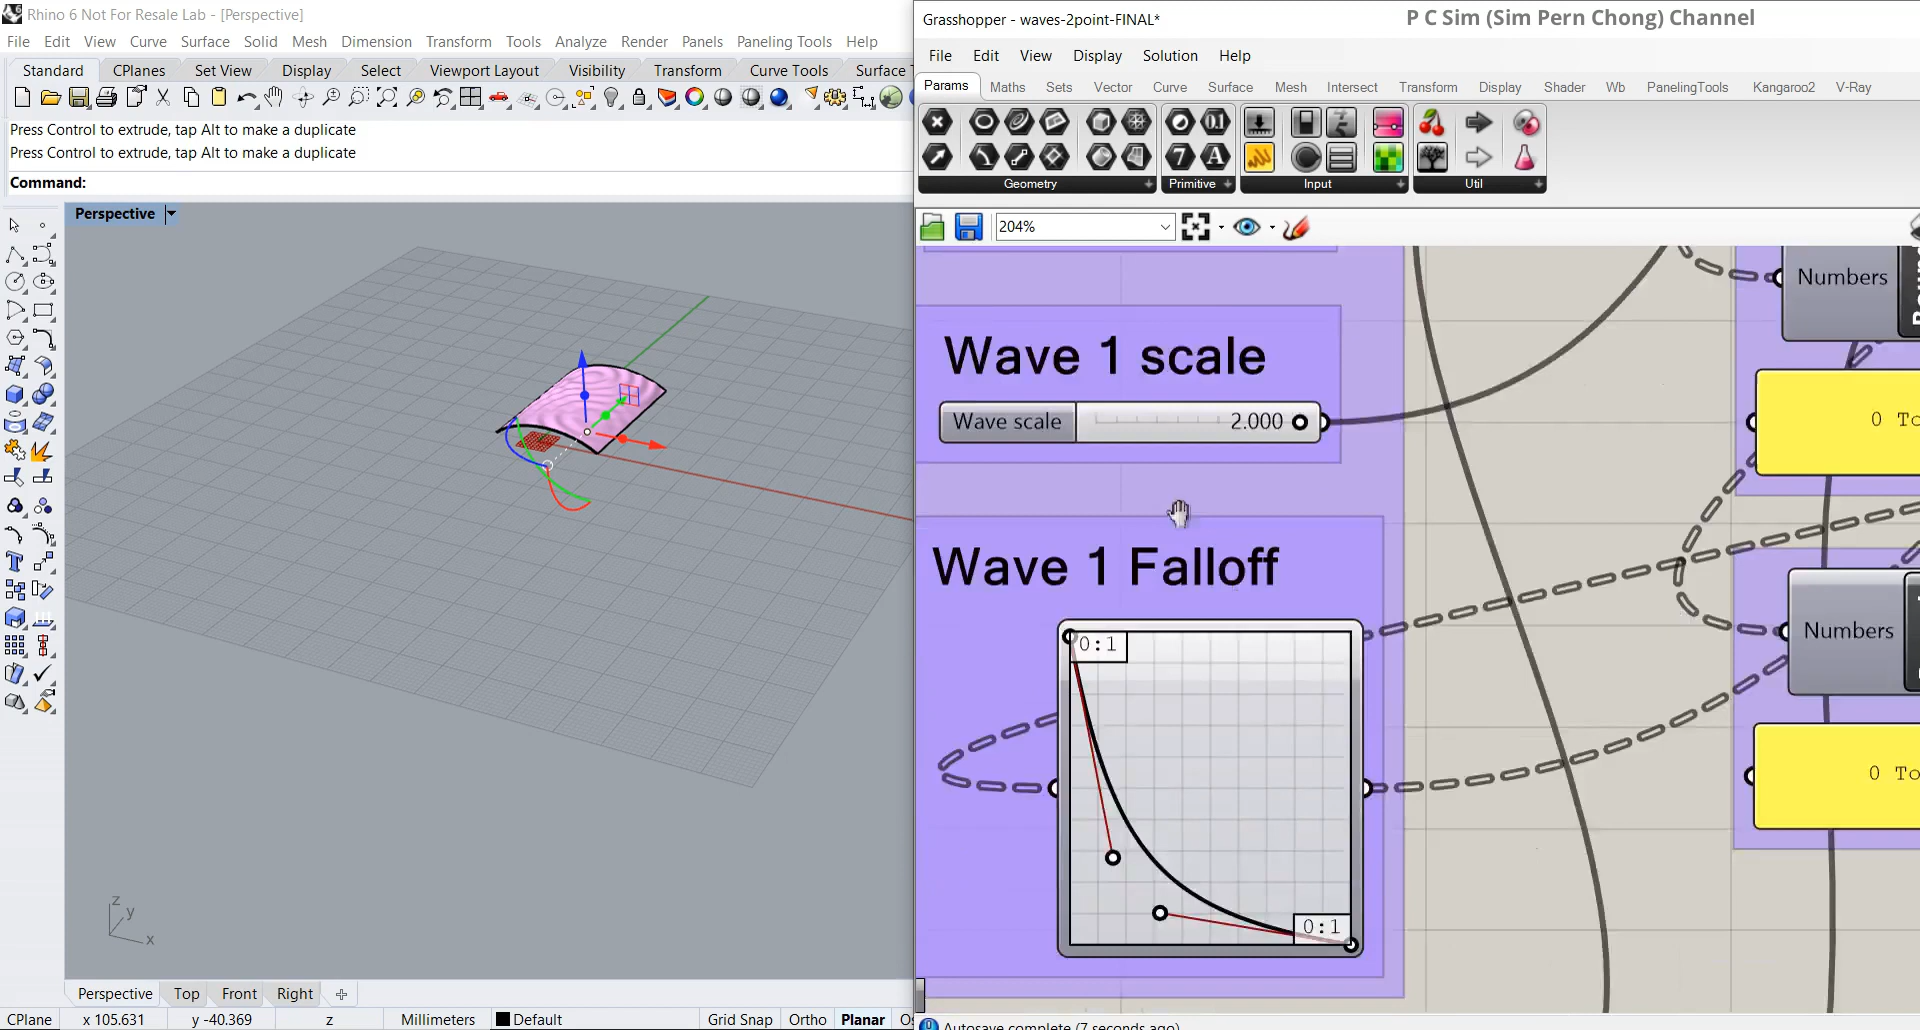 Rhino 6 Not For Resale Lab - [Perspective]
File Edit View Curve Surface Solid Mesh Dimension Transform Tools Analyze Render Panels Paneling Tools Help
Standard CPlanes Set View Display Select Viewport Layout Visibility Transform Curve Tools Surface
Press Control to extrude, tap Alt to make a duplicate
Press Control to extrude, tap Alt to make a duplicate
Command:
Perspective
z
y
x
Perspective Top Front Right
CPlane x 105.631 y -40.369 z Millimeters Default Grid Snap Ortho Planar Os
Grasshopper - waves-2point-FINAL*
P C Sim (Sim Pern Chong) Channel
File Edit View Display Solution Help
Params Maths Sets Vector Curve Surface Mesh Intersect Transform Display Shader Wb PanelingTools Kangaroo2 V-Ray
Geometry Primitive Input Util
204%
Numbers
Wave 1 scale
Wave scale 2.000
0 To
Wave 1 Falloff
Numbers
0:1
0 To
0:1
Autosave complete (7 seconds ago)